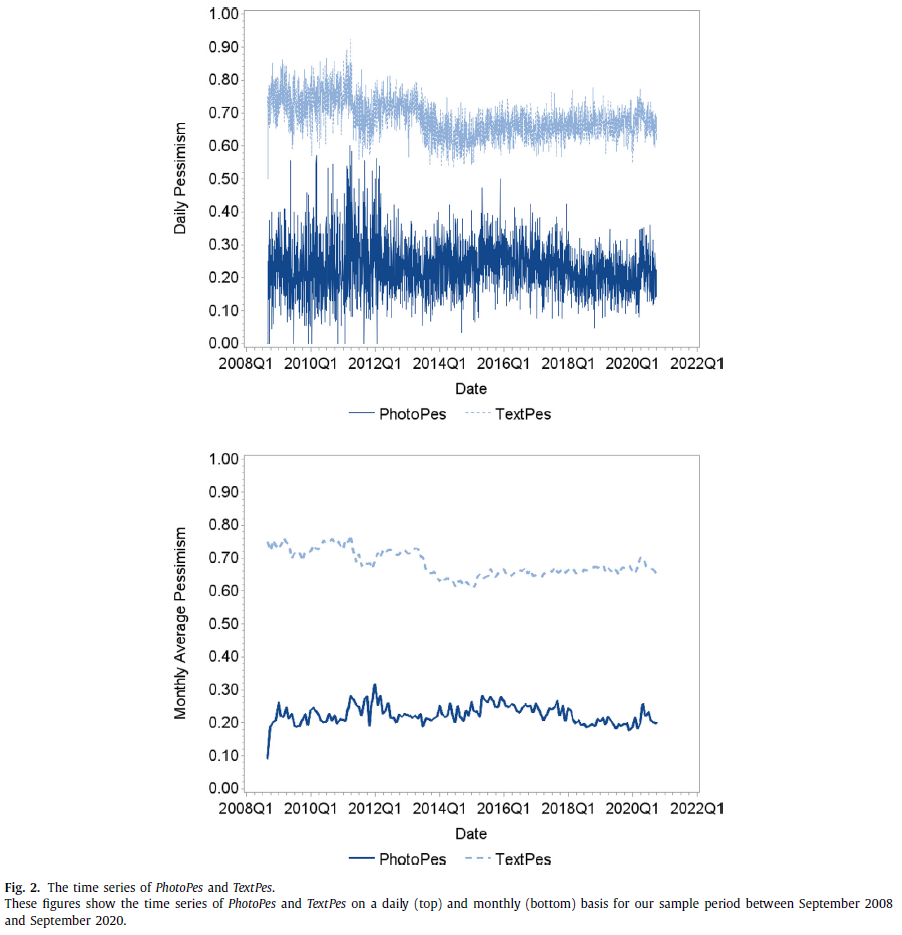 1.00
0.90
0.80
0.70
0.60
0.50
0.40
0.30
0.20
0.10
0.00
Daily Pessimism
2008Q1 2010Q1 2012Q1 2014Q1 2016Q1 2018Q1 2020Q1 2022Q1
Date
PhotoPes TextPes
1.00
0.90
0.80
0.70
0.60
0.50
0.40
0.30
0.20
0.10
0.00
Monthly Average Pessimism
2008Q1 2010Q1 2012Q1 2014Q1 2016Q1 2018Q1 2020Q1 2022Q1
Date
PhotoPes TextPes
Fig. 2. The time series of PhotoPes and TextPes.
These figures show the time series of PhotoPes and TextPes on a daily (top) and monthly (bottom) basis for our sample period between September 2008
and September 2020.